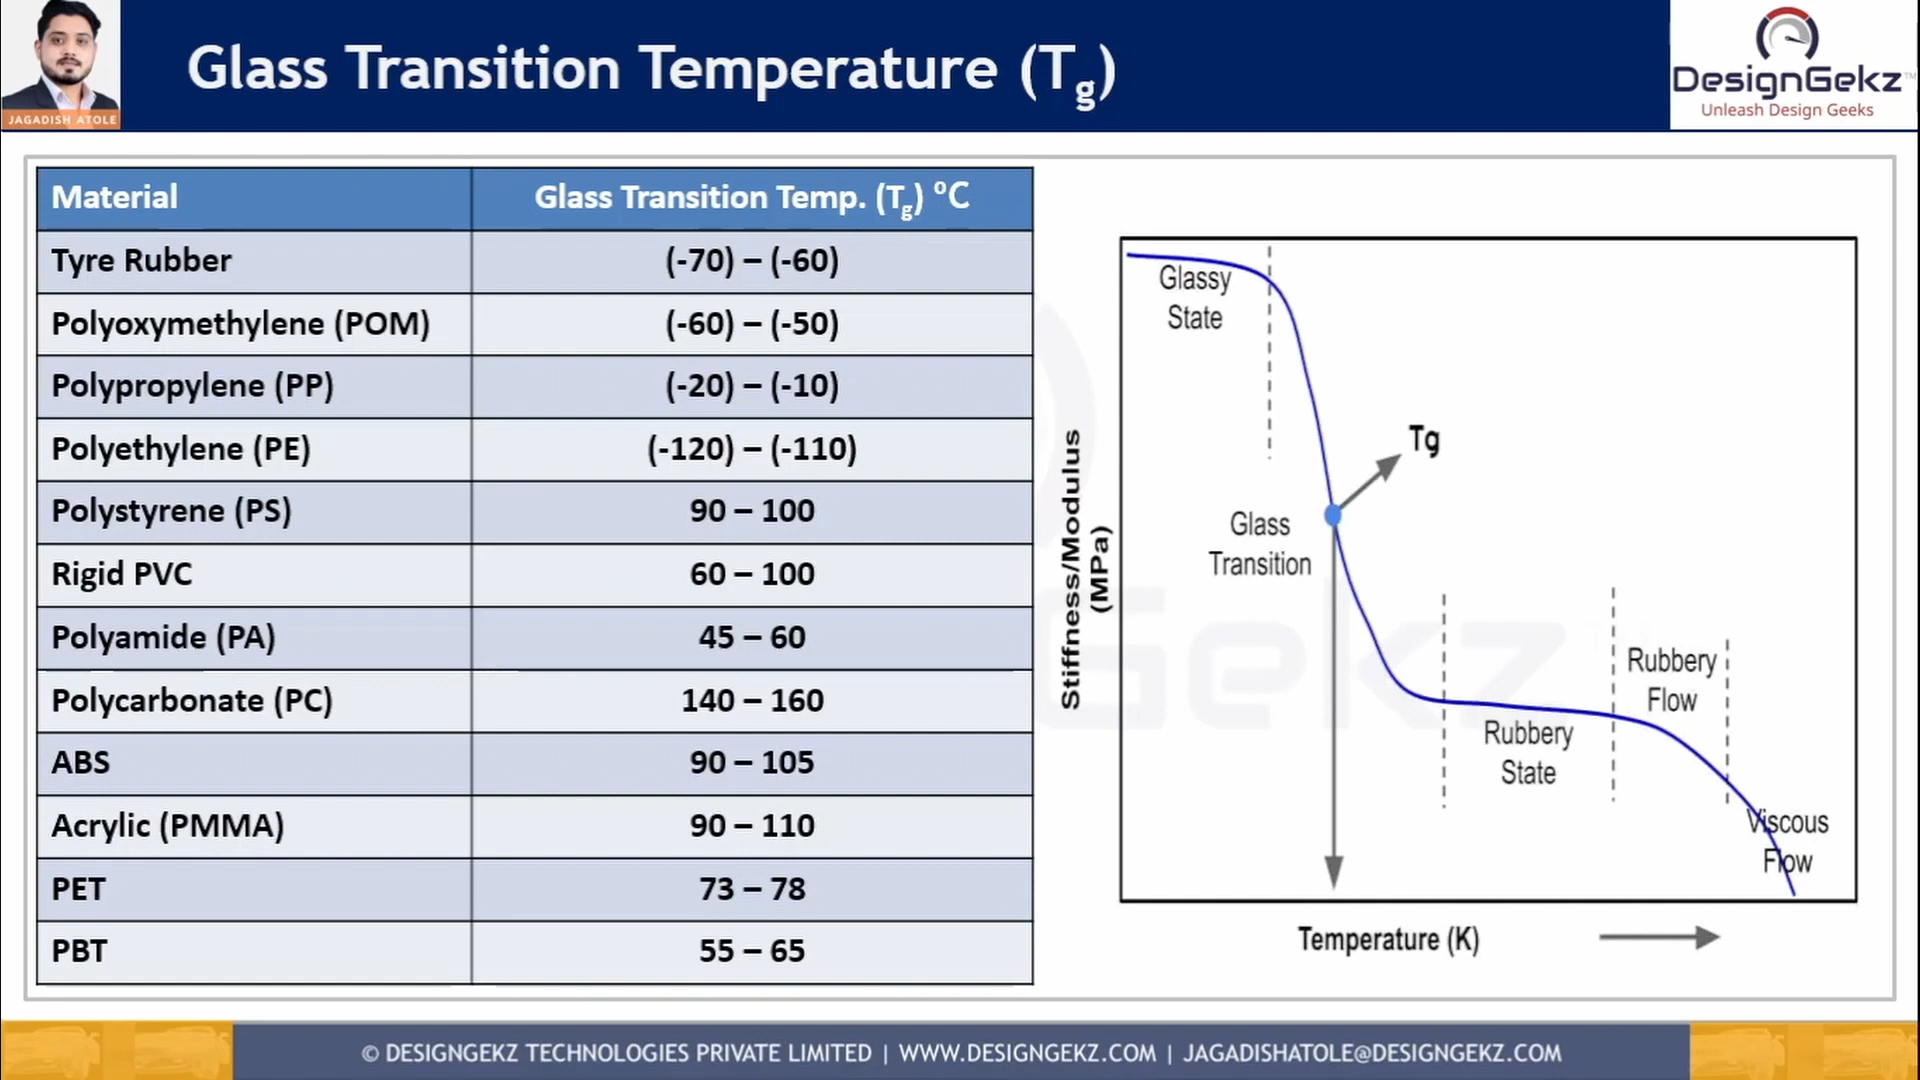 JAGADISH ATOLE
Glass Transition Temperature (Tg)
DesignGekz™
Unleash Design Geeks
Material Glass Transition Temp. (Tg) ºC
Tyre Rubber (-70) – (-60)
Polyoxymethylene (POM) (-60) – (-50)
Polypropylene (PP) (-20) – (-10)
Polyethylene (PE) (-120) – (-110)
Polystyrene (PS) 90 – 100
Rigid PVC 60 – 100
Polyamide (PA) 45 – 60
Polycarbonate (PC) 140 – 160
ABS 90 – 105
Acrylic (PMMA) 90 – 110
PET 73 – 78
PBT 55 – 65
Stiffness/Modulus
(MPa)
Glassy
State
Tg
Glass
Transition
Rubbery
State
Rubbery
Flow
Viscous
Flow
Temperature (K)
Gekz
© DESIGNGEKZ TECHNOLOGIES PRIVATE LIMITED | WWW.DESIGNGEKZ.COM | JAGADISHATOLE@DESIGNGEKZ.COM